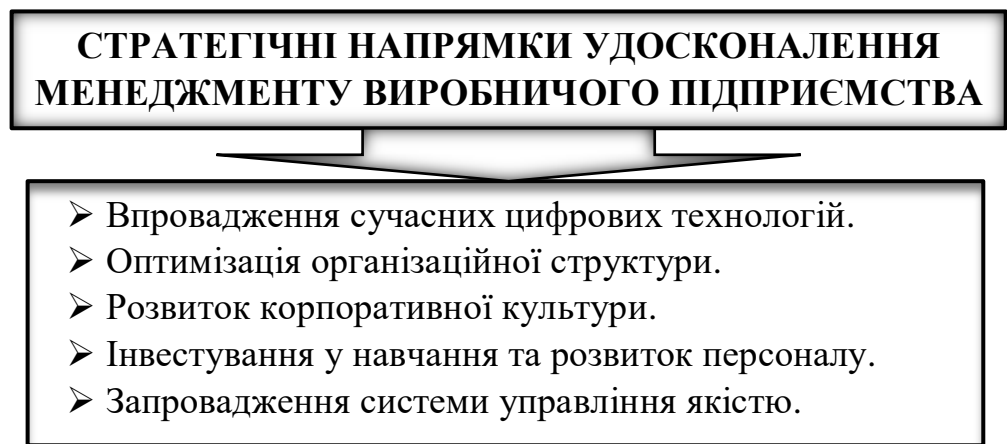 СТРАТЕГІЧНІ НАПРЯМКИ УДОСКОНАЛЕННЯ
МЕНЕДЖМЕНТУ ВИРОБНИЧОГО ПІДПРИЄМСТВА
➢ Впровадження сучасних цифрових технологій.
➢ Оптимізація організаційної структури.
➢ Розвиток корпоративної культури.
➢ Інвестування у навчання та розвиток персоналу.
➢ Запровадження системи управління якістю.